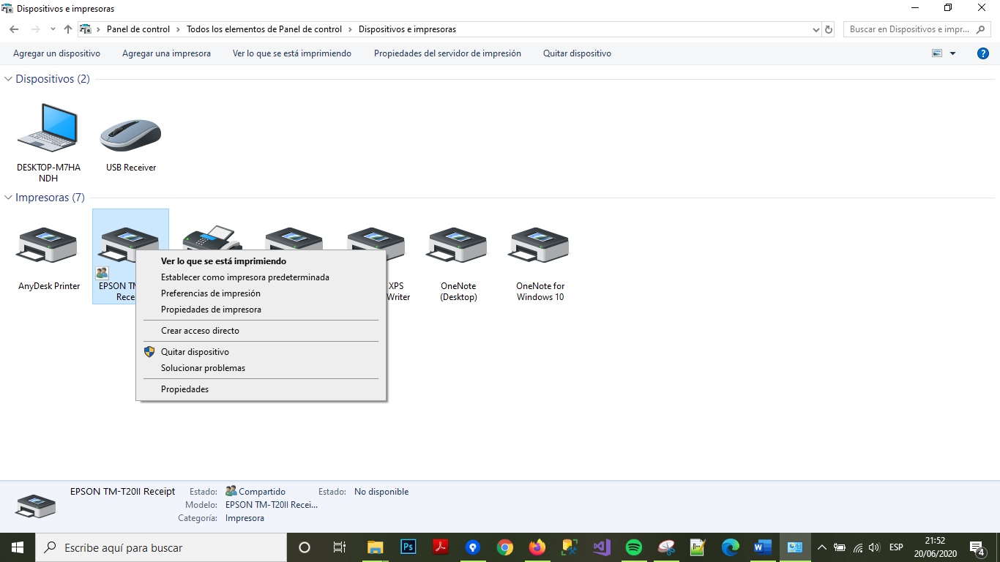 Dispositivos e impresoras
Panel de control > Todos los elementos de Panel de control > Dispositivos e impresoras
Buscar en Dispositivos e impr...
Agregar un dispositivo Agregar una impresora Ver lo que se está imprimiendo Propiedades del servidor de impresión Quitar dispositivo
?
Dispositivos (2)
DESKTOP-M7HA
NDH
USB Receiver
Impresoras (7)
AnyDesk Printer
EPSON TM
Rece
XPS
Writer
OneNote
(Desktop)
OneNote for
Windows 10
Ver lo que se está imprimiendo
Establecer como impresora predeterminada
Preferencias de impresión
Propiedades de impresora
Crear acceso directo
Quitar dispositivo
Solucionar problemas
Propiedades
EPSON TM-T20II Receipt Estado: Compartido Estado: No disponible
Modelo: EPSON TM-T20II Recei...
Categoría: Impresora
Escribe aquí para buscar
Ps
W
ESP
21:52
20/06/2020
4